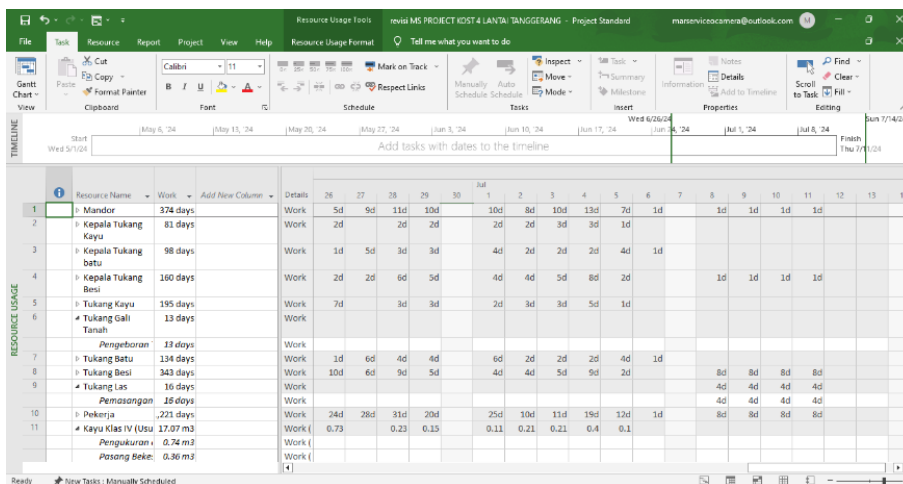 Resource Usage Tools revisi MS PROJECT KOST 4 LANTAI TANGGERANG - Project Standard marserviceocamera@outlook.com M
File Task Resource Report Project View Help Resource Usage Format Tell me what you want to do
Gantt Chart
View
Paste
Cut
Copy
Format Painter
Clipboard
Calibri 11
B I U A
Font
Mark on Track
Respect Links
Schedule
Manually Schedule
Auto Schedule
Inspect
Move
Mode
Tasks
Task
Summary
Milestone
Insert
Information
Notes
Details
Add to Timeline
Properties
Scroll to Task
Find
Clear
Fill
Editing
TIMELINE
Wed 6/26/24 Sun 7/14/2
May 6, '24 May 13, '24 May 20, '24 May 27, '24 Jun 3, '24 Jun 10, '24 Jun 17, '24 Jun 24, '24 Jul 1, '24 Jul 8, '24
Start
Wed 5/1/24
Add tasks with dates to the timeline
Finish
Thu 7/11/24
RESOURCE USAGE
Jul
Resource Name Work Add New Column Details 26 27 28 29 30 1 2 3 4 5 6 7 8 9 10 11 12 13
1 Mandor 374 days Work 5d 9d 11d 10d 10d 8d 10d 13d 7d 1d 1d 1d 1d 1d
2 Kepala Tukang Kayu 81 days Work 2d 2d 2d 2d 2d 3d 3d 1d
3 Kepala Tukang batu 98 days Work 1d 5d 3d 3d 4d 2d 2d 2d 4d 1d
4 Kepala Tukang Besi 160 days Work 2d 2d 6d 5d 4d 4d 5d 8d 2d 1d 1d 1d 1d
5 Tukang Kayu 195 days Work 7d 3d 3d 2d 3d 3d 5d 1d
6 Tukang Gali Tanah 13 days Work
Pengeboran 13 days Work
7 Tukang Batu 134 days Work 1d 6d 4d 4d 6d 2d 2d 2d 4d 1d
8 Tukang Besi 343 days Work 10d 6d 9d 5d 4d 4d 5d 9d 2d 8d 8d 8d 8d
9 Tukang Las 16 days Work 4d 4d 4d 4d
Pemasangan 16 days Work 4d 4d 4d 4d
10 Pekerja ,221 days Work 24d 28d 31d 20d 25d 10d 11d 19d 12d 1d 8d 8d 8d 8d
11 Kayu Klas IV (Usu 17.07 m3 Work ( 0.73 0.23 0.15 0.11 0.21 0.21 0.4 0.1
Pengukuran 0.74 m3 Work (
Pasang Beke 0.36 m3 Work (
Ready New Tasks : Manually Scheduled